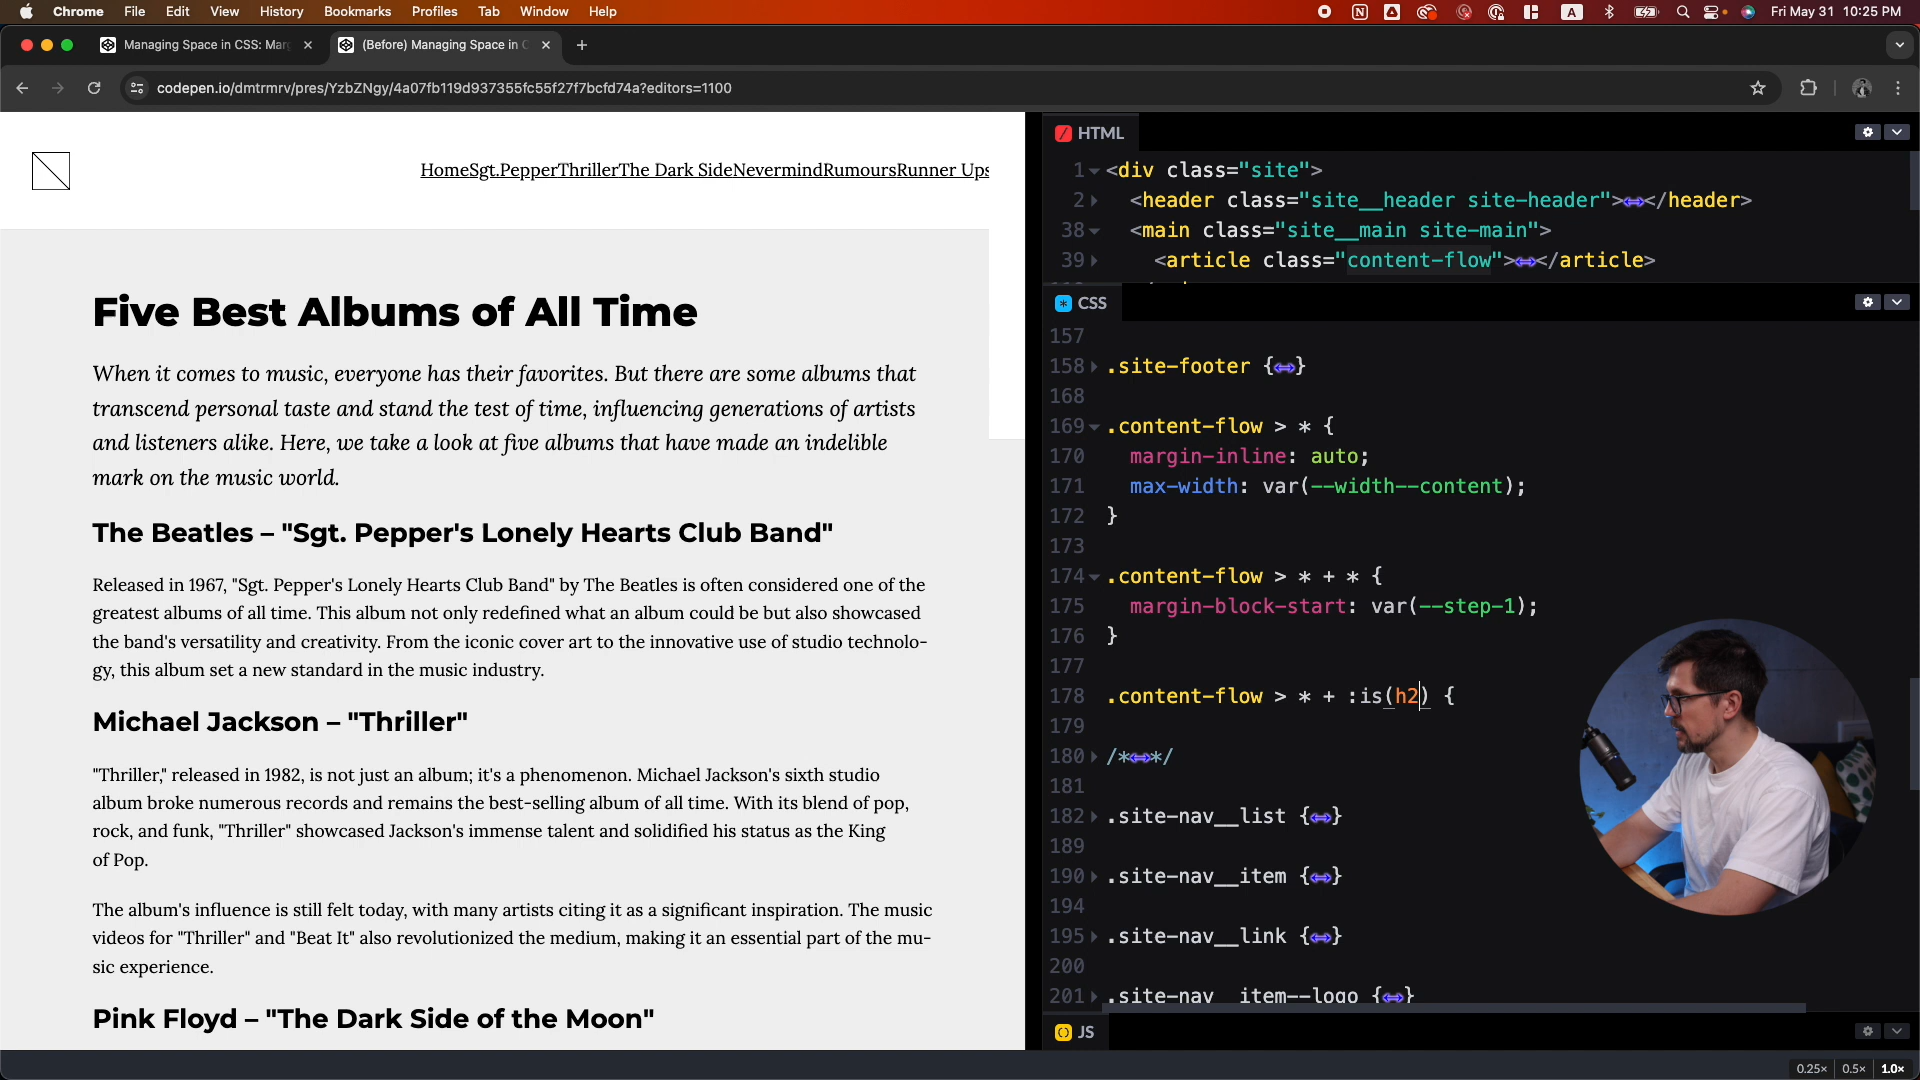 Chrome File Edit View History Bookmarks Profiles Tab Window Help
A
Fri May 31 10:25 PM
Managing Space in CSS: Mar
(Before) Managing Space in C
codepen.io/dmtrmrv/pres/YzbZNgy/4a07fb119d937355fc55f27f7bcfd74a?editors=1100
HomeSgt.PepperThrillerThe Dark SideNevermindRumoursRunner Ups
Five Best Albums of All Time
When it comes to music, everyone has their favorites. But there are some albums that
transcend personal taste and stand the test of time, influencing generations of artists
and listeners alike. Here, we take a look at five albums that have made an indelible
mark on the music world.
The Beatles – "Sgt. Pepper's Lonely Hearts Club Band"
Released in 1967, "Sgt. Pepper's Lonely Hearts Club Band" by The Beatles is often considered one of the
greatest albums of all time. This album not only redefined what an album could be but also showcased
the band's versatility and creativity. From the iconic cover art to the innovative use of studio technolo-
gy, this album set a new standard in the music industry.
Michael Jackson – "Thriller"
"Thriller," released in 1982, is not just an album; it's a phenomenon. Michael Jackson's sixth studio
album broke numerous records and remains the best-selling album of all time. With its blend of pop,
rock, and funk, "Thriller" showcased Jackson's immense talent and solidified his status as the King
of Pop.
The album's influence is still felt today, with many artists citing it as a significant inspiration. The music
videos for "Thriller" and "Beat It" also revolutionized the medium, making it an essential part of the mu-
sic experience.
Pink Floyd – "The Dark Side of the Moon"
HTML
1 <div class="site">
2 <header class="site__header site-header">↔</header>
38 <main class="site__main site-main">
39 <article class="content-flow">↔</article>
CSS
157
158 .site-footer {↔}
168
169 .content-flow > * {
170 margin-inline: auto;
171 max-width: var(--width--content);
172 }
173
174 .content-flow > * + * {
175 margin-block-start: var(--step-1);
176 }
177
178 .content-flow > * + :is(h2) {
179
180 /*↔*/
181
182 .site-nav__list {↔}
189
190 .site-nav__item {↔}
194
195 .site-nav__link {↔}
200
201 .site-nav__item--logo {↔}
JS
0.25× 0.5× 1.0×